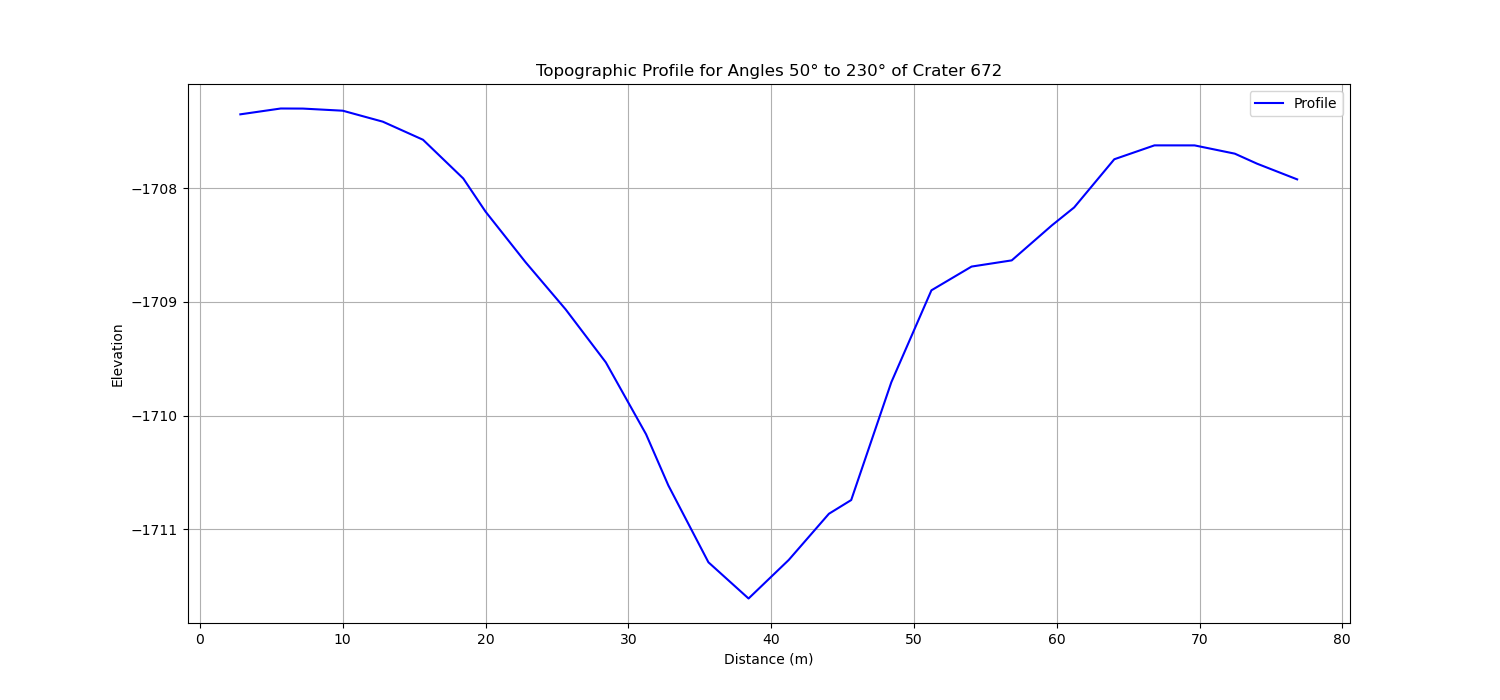 Topographic Profile for Angles 50° to 230° of Crater 672
Profile
−1708
−1709
−1710
−1711
Elevation
0 10 20 30 40 50 60 70 80
Distance (m)